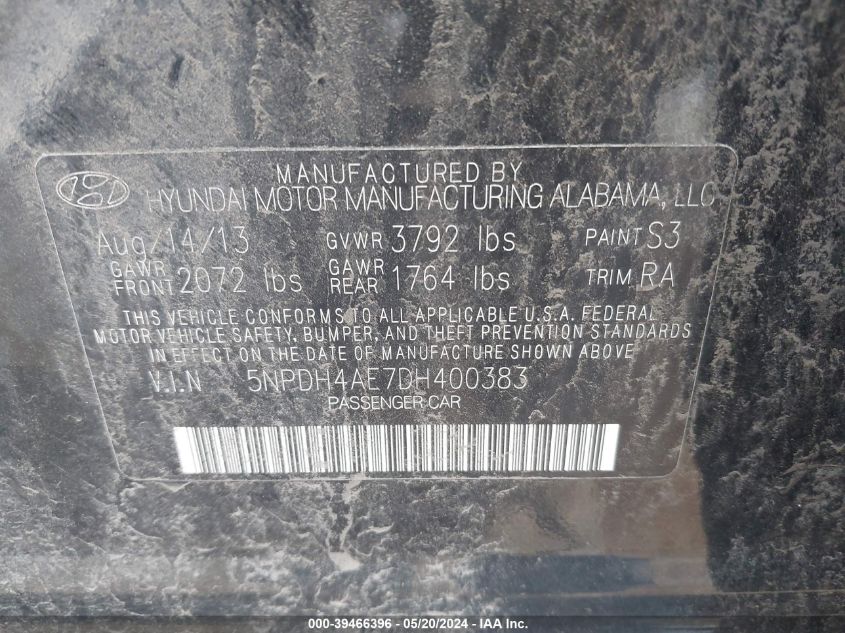 MANUFACTURED BY
HYUNDAI MOTOR MANUFACTURING ALABAMA, LLC
Aug/14/13 GVWR 3792 lbs PAINT S3
GAWR FRONT 2072 lbs GAWR REAR 1764 lbs TRIM RA
THIS VEHICLE CONFORMS TO ALL APPLICABLE U.S.A. FEDERAL
MOTOR VEHICLE SAFETY, BUMPER, AND THEFT PREVENTION STANDARDS
IN EFFECT ON THE DATE OF MANUFACTURE SHOWN ABOVE
V.I.N 5NPDH4AE7DH400383
PASSENGER CAR
000-39466396 - 05/20/2024 - IAA Inc.